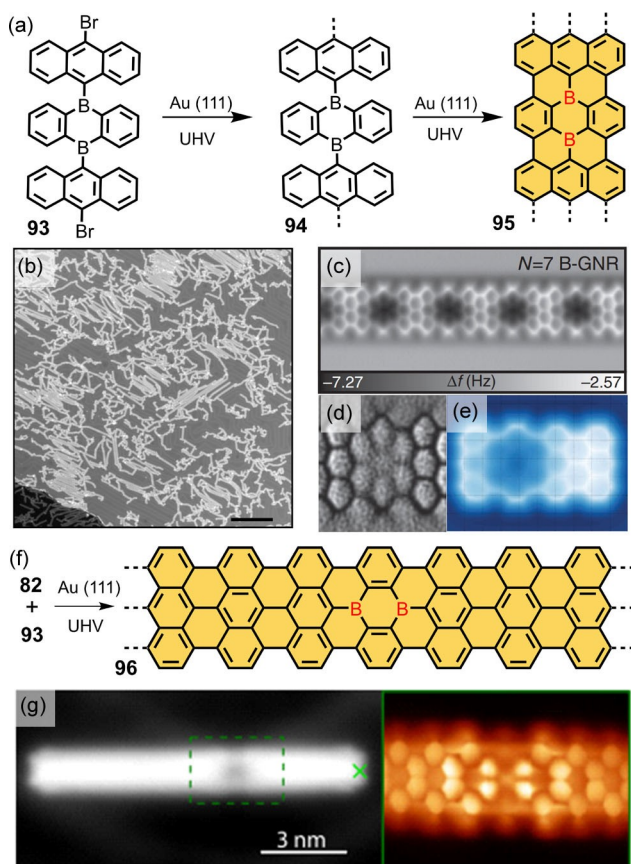 (a)
Br
B
B
Br
93
Au (111)
UHV
B
B
94
Au (111)
UHV
B
B
95
(b)
(c)
N=7 B-GNR
−7.27
Δf (Hz)
−2.57
(d)
(e)
(f)
82
+
93
Au (111)
UHV
B
B
96
(g)
3 nm